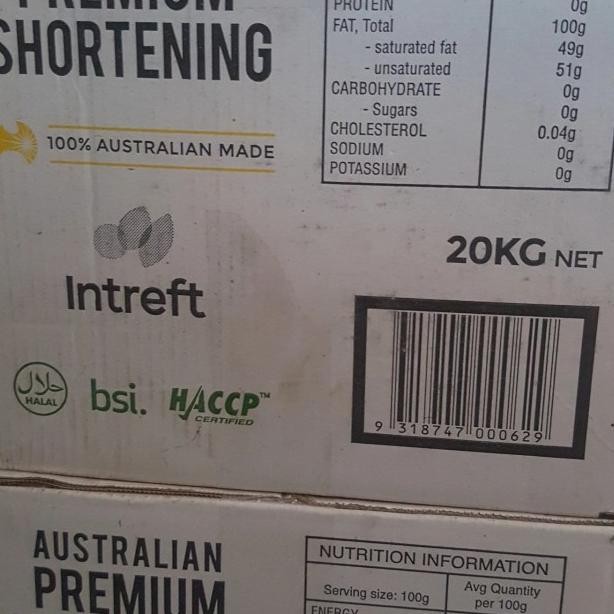 PREMIUM
SHORTENING
100% AUSTRALIAN MADE
Intreft
حلال
HALAL
bsi.
HACCP™
CERTIFIED
PROTEIN 0g
FAT, Total 100g
- saturated fat 49g
- unsaturated 51g
CARBOHYDRATE 0g
- Sugars 0g
CHOLESTEROL 0.04g
SODIUM 0g
POTASSIUM 0g
20KG NET
9 318747 000629
AUSTRALIAN
PREMIUM
NUTRITION INFORMATION
Serving size: 100g
Avg Quantity
per 100g
ENERGY